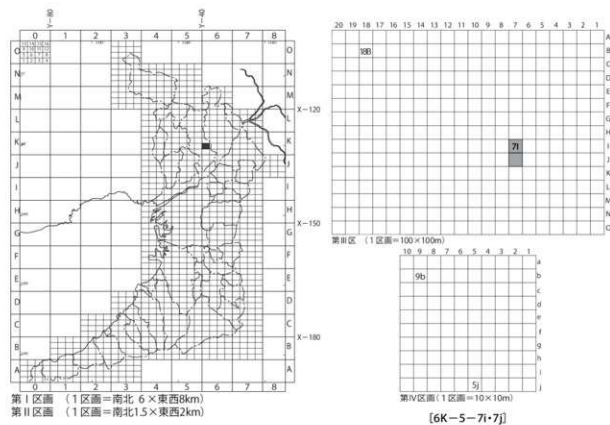 Y-80
Y-40
0 1 2 3 4 5 6 7 8
O
N
M
L
K
J
I
H
G
F
E
D
C
B
A
X-120
X-150
X-180
0 1 2 3 4 5 6 7 8
第Ⅰ区画 (1区画=南北 6×東西8km)
第Ⅱ区画 (1区画=南北1.5×東西2km)
20 19 18 17 16 15 14 13 12 11 10 9 8 7 6 5 4 3 2 1
A
B
C
D
E
F
G
H
I
J
K
L
M
N
O
18B
7I
第Ⅲ区 (1区画=100×100m)
10 9 8 7 6 5 4 3 2 1
a
b
c
d
e
f
g
h
i
j
9b
5j
第Ⅳ区画(1区画=10×10m)
[6K-5-7i・7j]